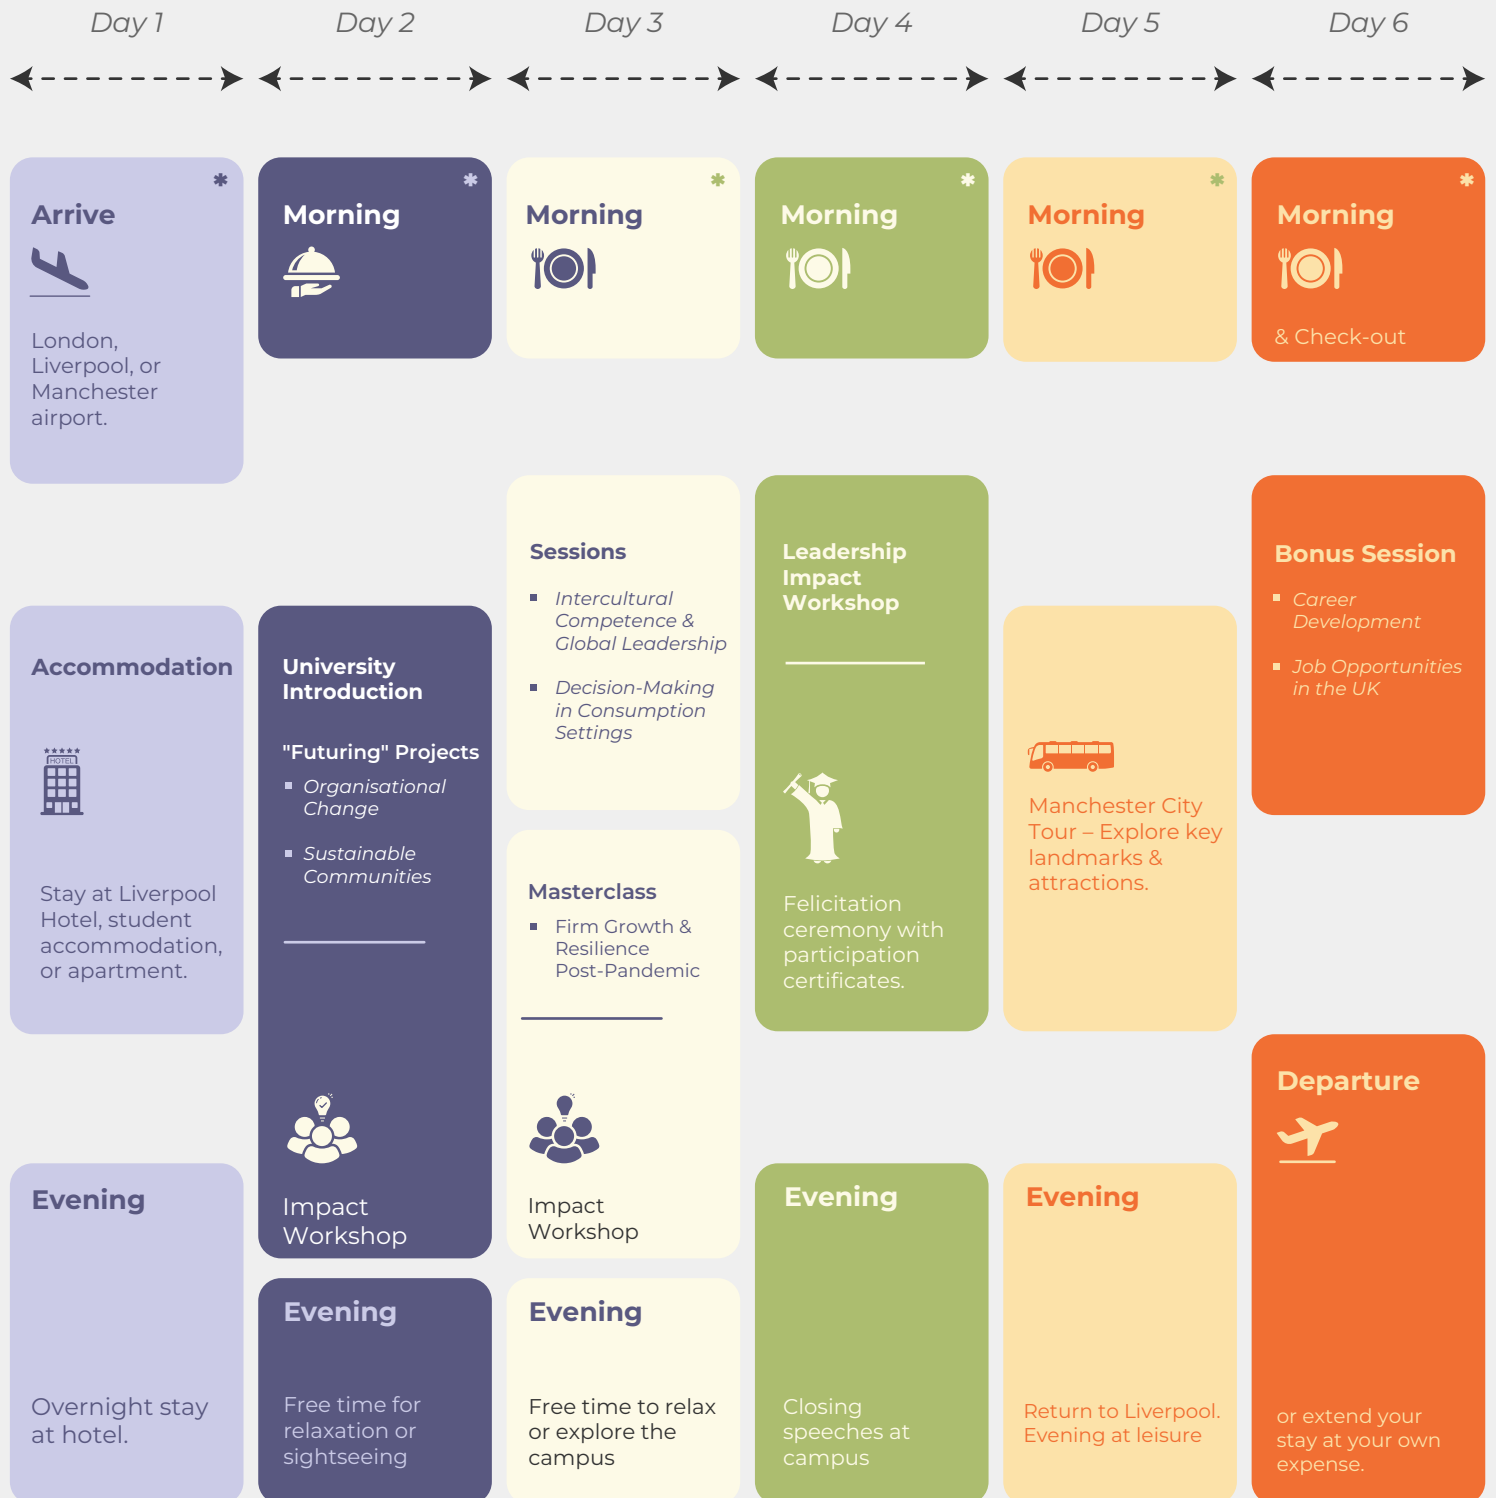 Day 1
Day 2
Day 3
Day 4
Day 5
Day 6
Arrive
London,
Liverpool, or
Manchester
airport.
Accommodation
HOTEL
Stay at Liverpool
Hotel, student
accommodation,
or apartment.
Evening
Overnight stay
at hotel.
Morning
University
Introduction
"Futuring" Projects
Organisational
Change
Sustainable
Communities
Impact
Workshop
Evening
Free time for
relaxation or
sightseeing
Morning
Sessions
Intercultural
Competence &
Global Leadership
Decision-Making
in Consumption
Settings
Masterclass
Firm Growth &
Resilience
Post-Pandemic
Impact
Workshop
Evening
Free time to relax
or explore the
campus
Morning
Leadership
Impact
Workshop
Felicitation
ceremony with
participation
certificates.
Evening
Closing
speeches at
campus
Morning
Manchester City
Tour – Explore key
landmarks &
attractions.
Evening
Return to Liverpool.
Evening at leisure
Morning
& Check-out
Bonus Session
Career
Development
Job Opportunities
in the UK
Departure
or extend your
stay at your own
expense.